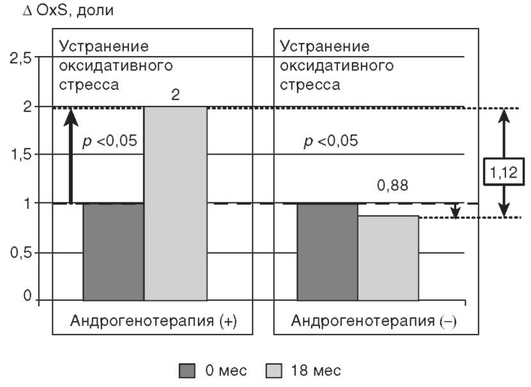 Δ OxS, доли
Устранение
оксидативного
стресса
Устранение
оксидативного
стресса
2,5
2
1,5
1
0,5
0
2
p <0,05
p <0,05
0,88
1,12
Андрогенотерапия (+)
Андрогенотерапия (–)
0 мес
18 мес